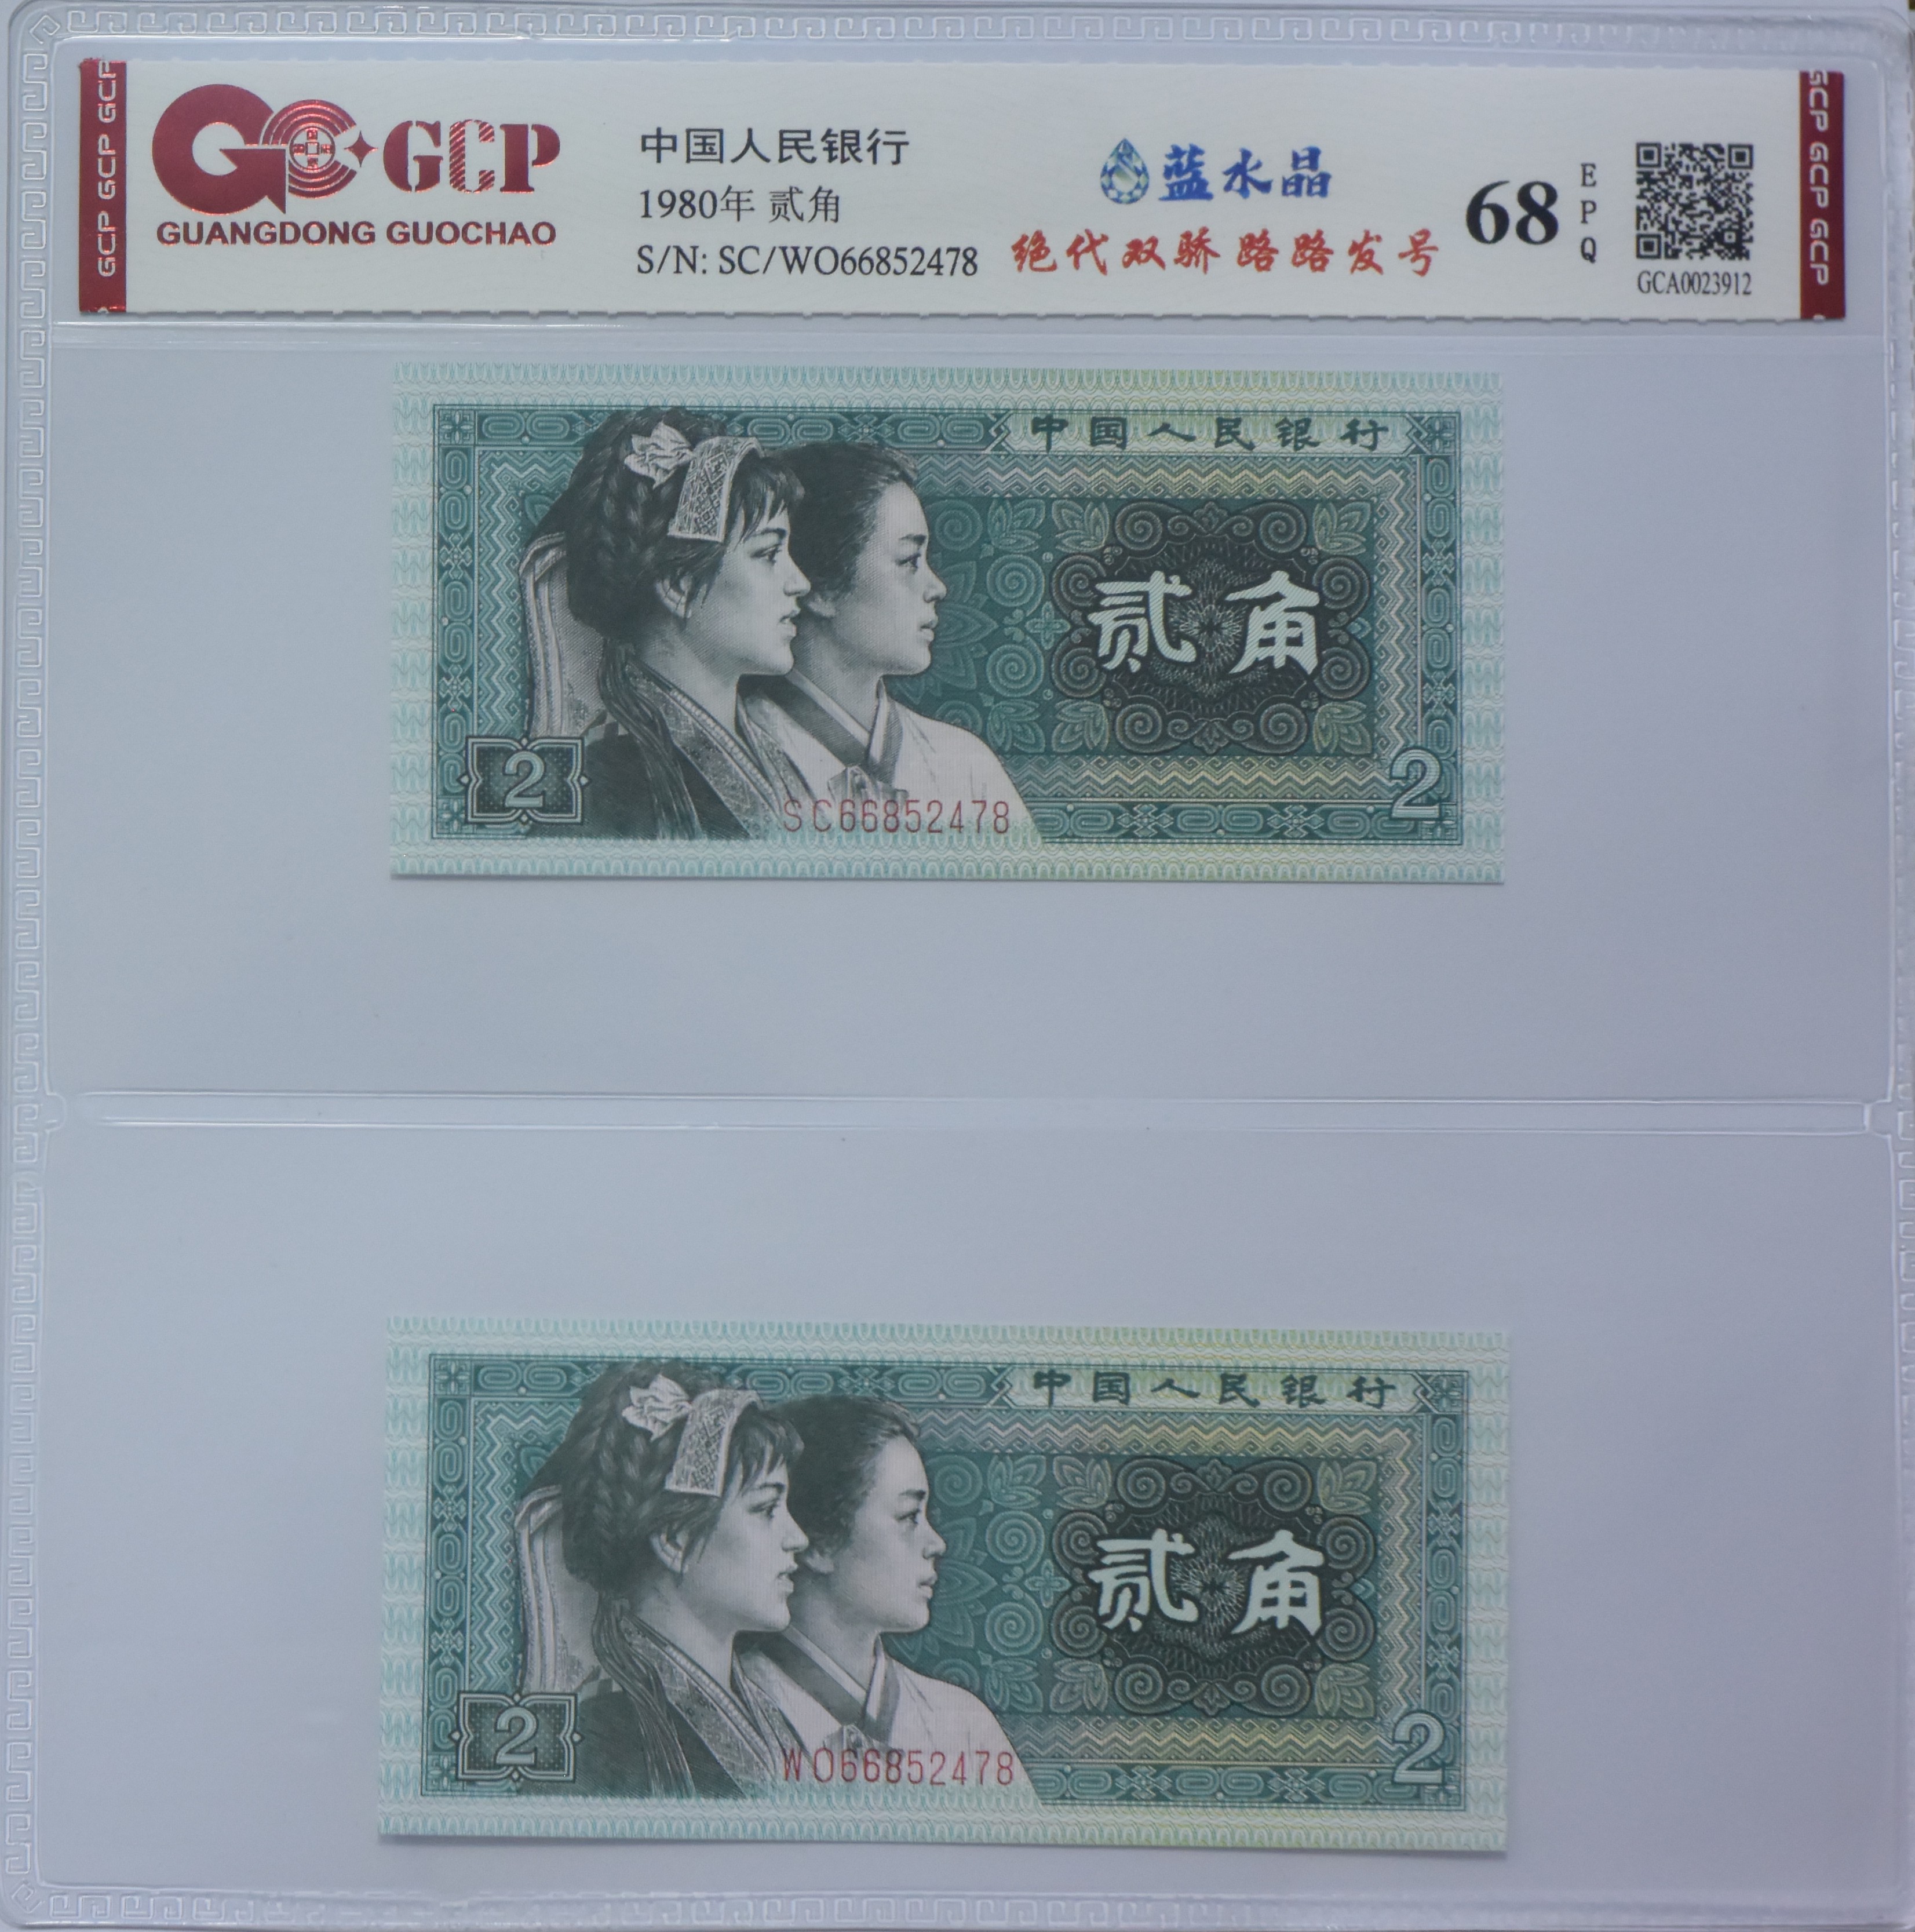 GCP GCP GCP
GCP
GUANGDONG GUOCHAO
中国人民银行
1980年 贰角
S/N: SC/WO66852478
蓝水晶
绝代双骄 路路发号
68
EPQ
GCA0023912
GCP GCP GCP
中国人民银行
贰角
2
SC66852478
2
中国人民银行
贰角
2
WO66852478
2